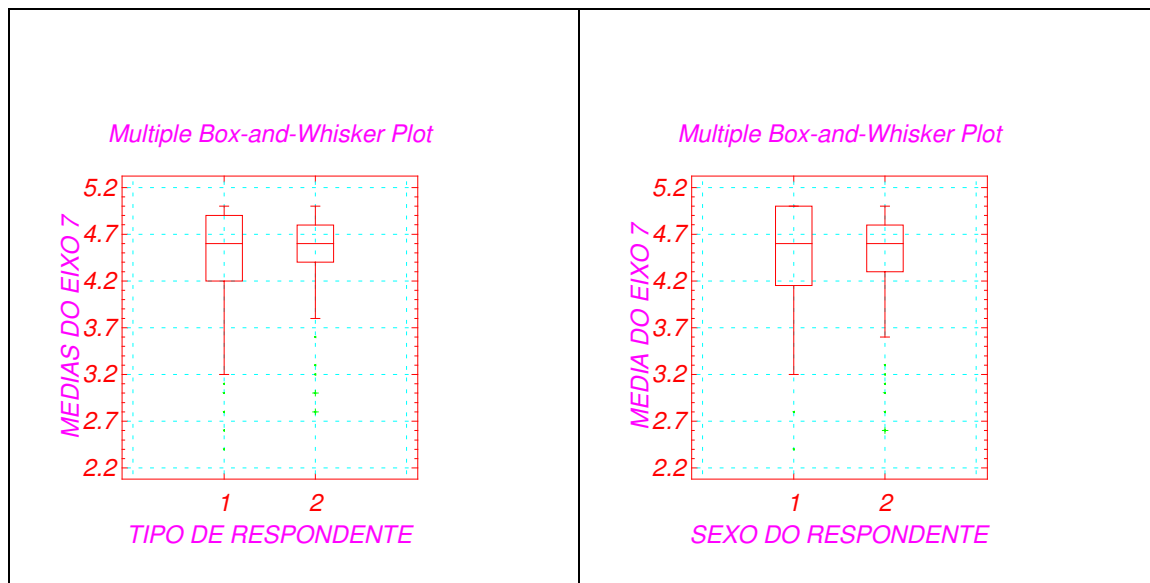 Multiple Box-and-Whisker Plot
MEDIAS DO EIXO 7
5.2
4.7
4.2
3.7
3.2
2.7
2.2
1 2
TIPO DE RESPONDENTE
Multiple Box-and-Whisker Plot
MEDIA DO EIXO 7
5.2
4.7
4.2
3.7
3.2
2.7
2.2
1 2
SEXO DO RESPONDENTE